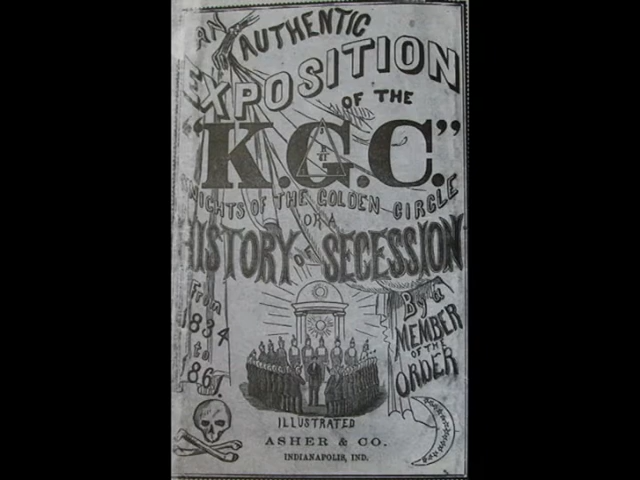 AN
AUTHENTIC
EXPOSITION
OF THE
"K.G.C."
KNIGHTS OF THE GOLDEN CIRCLE
OR A
HISTORY OF SECESSION
From
1834
to
1861.
By a
MEMBER
OF THE
ORDER
ILLUSTRATED
ASHER & CO.
INDIANAPOLIS, IND.